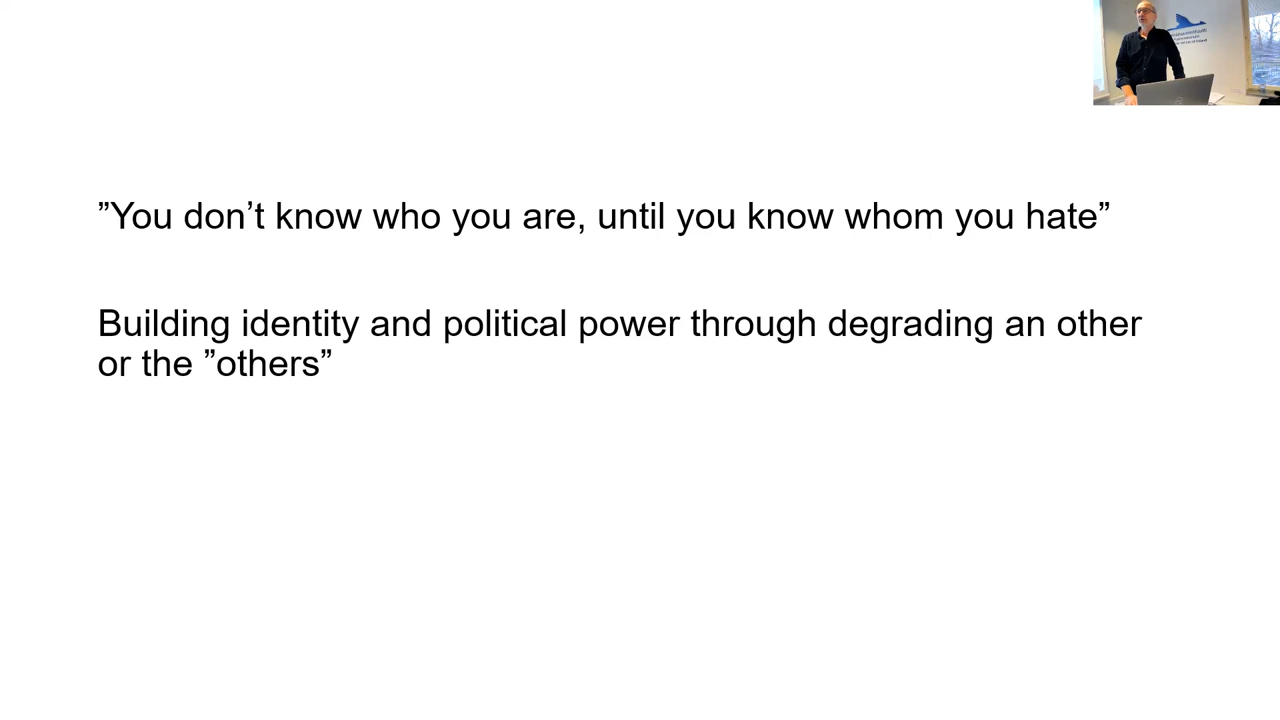 ”You don’t know who you are, until you know whom you hate”
Building identity and political power through degrading an other
or the ”others”